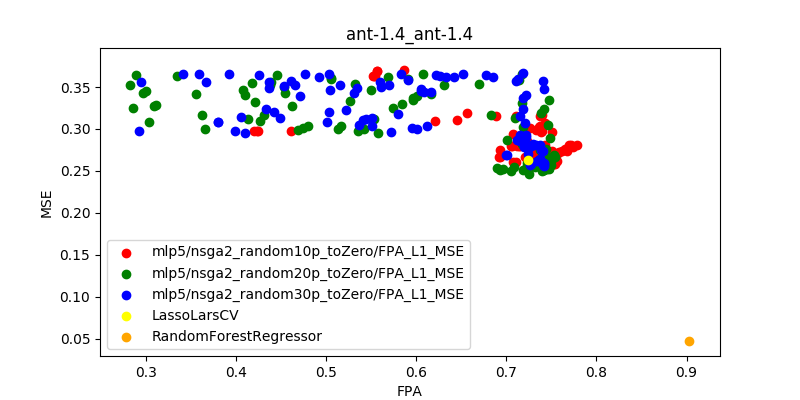 ant-1.4_ant-1.4
MSE
0.35
0.30
0.25
0.20
0.15
0.10
0.05
mlp5/nsga2_random10p_toZero/FPA_L1_MSE
mlp5/nsga2_random20p_toZero/FPA_L1_MSE
mlp5/nsga2_random30p_toZero/FPA_L1_MSE
LassoLarsCV
RandomForestRegressor
0.3 0.4 0.5 0.6 0.7 0.8 0.9
FPA